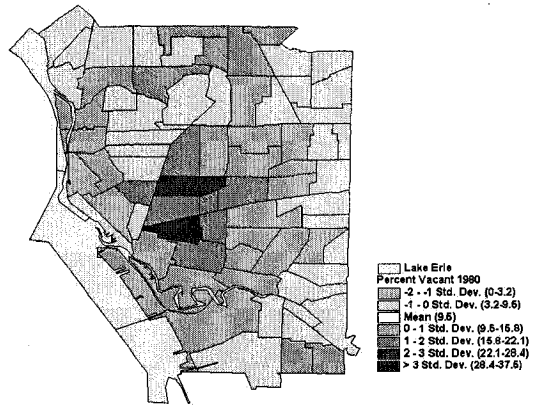 Lake Erie
Percent Vacant 1980
-2 - -1 Std. Dev. (0-3.2)
-1 - 0 Std. Dev. (3.2-9.5)
Mean (9.5)
0 - 1 Std. Dev. (9.5-15.8)
1 - 2 Std. Dev. (15.8-22.1)
2 - 3 Std. Dev. (22.1-28.4)
> 3 Std. Dev. (28.4-37.5)